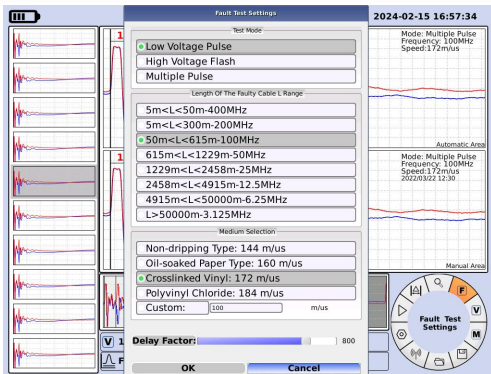 Fault Test Settings
2024-02-15 16:57:34
Test Mode
Low Voltage Pulse
High Voltage Flash
Multiple Pulse
Length Of The Faulty Cable L Range
5m<L<50m-400MHz
5m<L<300m-200MHz
50m<L<615m-100MHz
615m<L<1229m-50MHz
1229m<L<2458m-25MHz
2458m<L<4915m-12.5MHz
4915m<L<50000m-6.25MHz
L>50000m-3.125MHz
Medium Selection
Non-dripping Type: 144 m/us
Oil-soaked Paper Type: 160 m/us
Crosslinked Vinyl: 172 m/us
Polyvinyl Chloride: 184 m/us
Custom: 100 m/us
Delay Factor: 800
OK Cancel
1
1
Mode: Multiple Pulse
Frequency: 100MHz
Speed:172m/us
Automatic Area
Mode: Multiple Pulse
Frequency: 100MHz
Speed:172m/us
2022/03/22 12:30
Manual Area
V 1
F
F
V
M
Fault Test
Settings